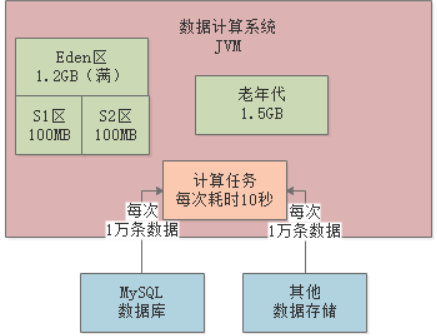 数据计算系统
JVM
Eden区
1.2GB（满）
S1区
100MB
S2区
100MB
老年代
1.5GB
计算任务
每次耗时10秒
每次
1万条数据
每次
1万条数据
MySQL
数据库
其他
数据存储